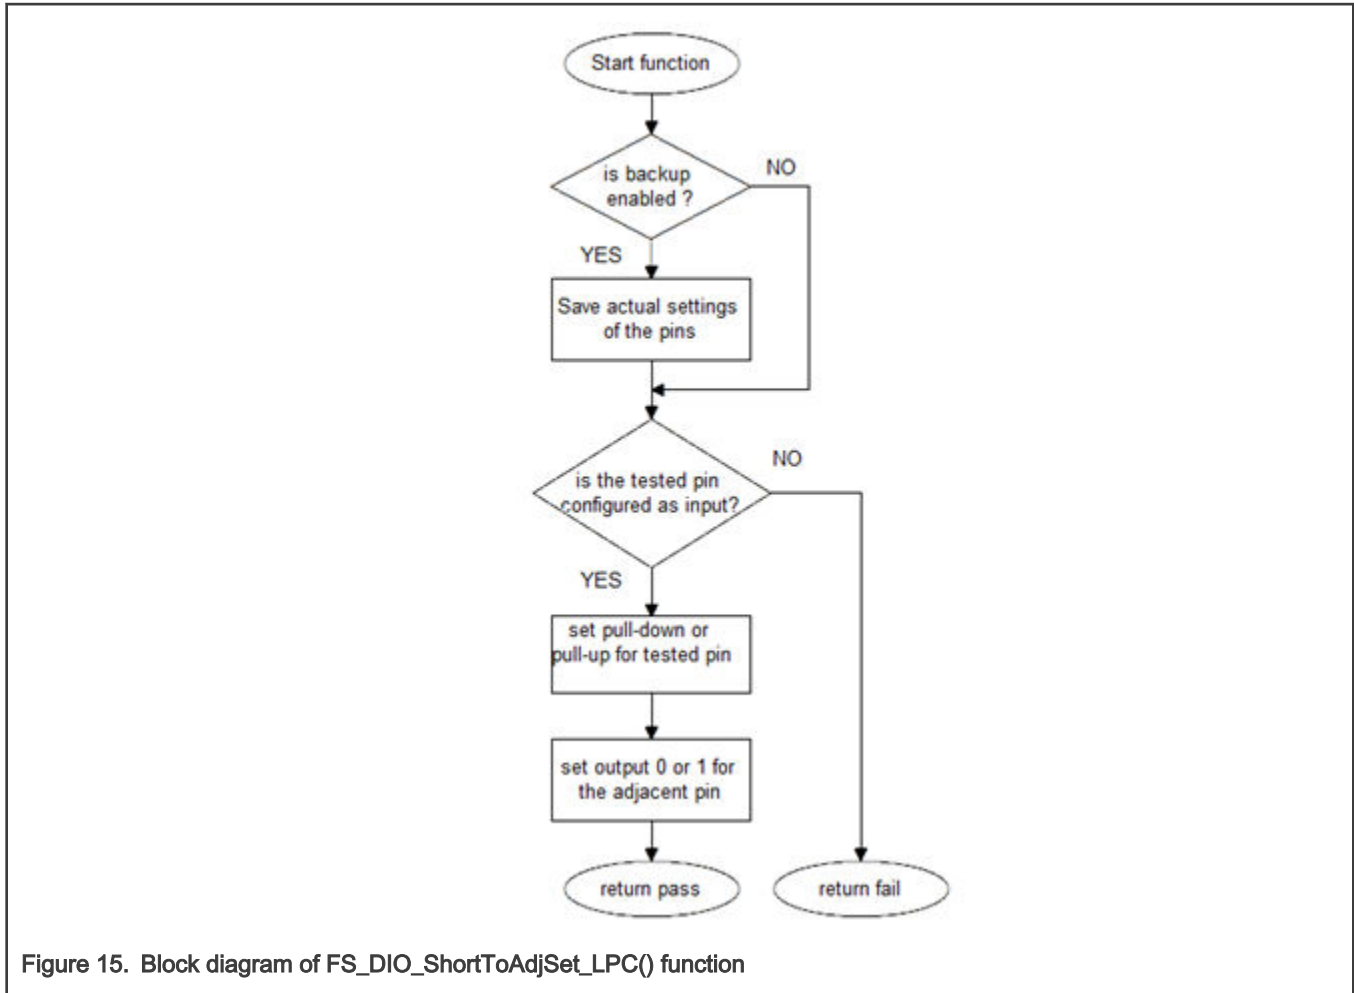 Start function
is backup
enabled ?
NO
YES
Save actual settings
of the pins
is the tested pin
configured as input?
NO
YES
set pull-down or
pull-up for tested pin
set output 0 or 1 for
the adjacent pin
return pass
return fail
Figure 15. Block diagram of FS_DIO_ShortToAdjSet_LPC() function